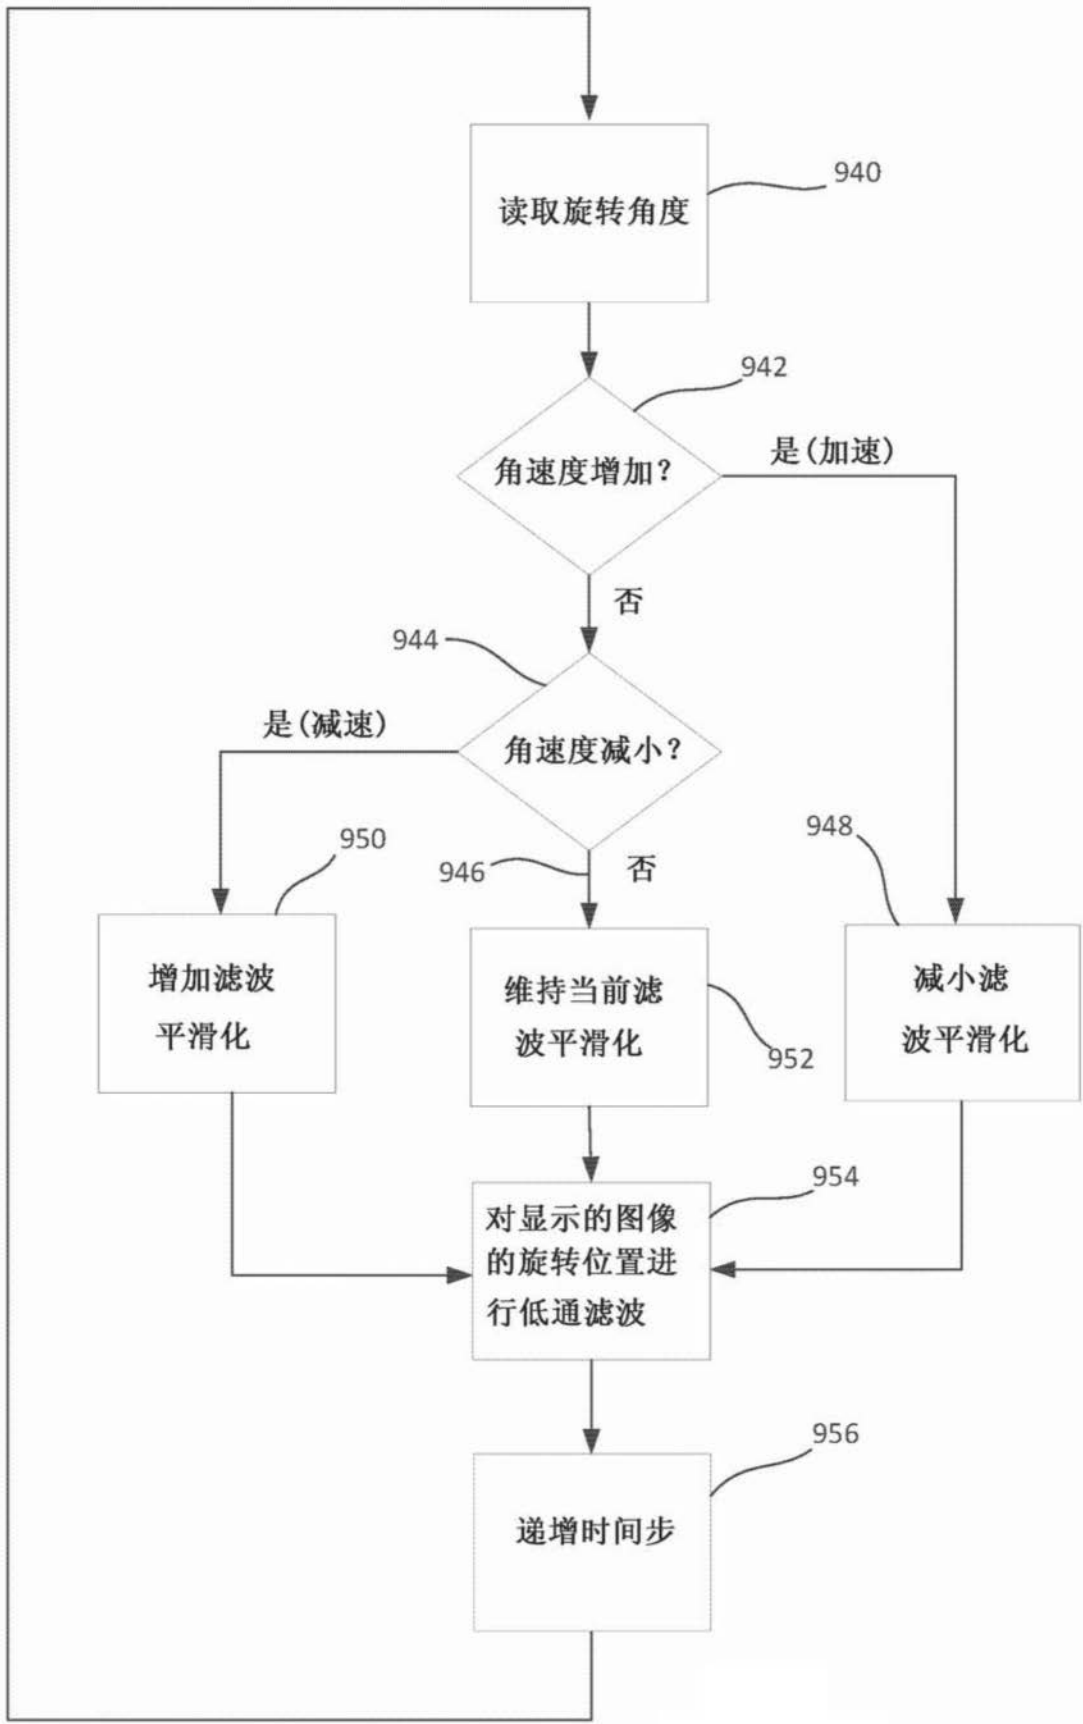 940
读取旋转角度
942
角速度增加?
是(加速)
否
944
是(减速)
角速度减小?
950
946
否
948
增加滤波
平滑化
维持当前滤
波平滑化
952
减小滤
波平滑化
954
对显示的图像
的旋转位置进
行低通滤波
956
递增时间步